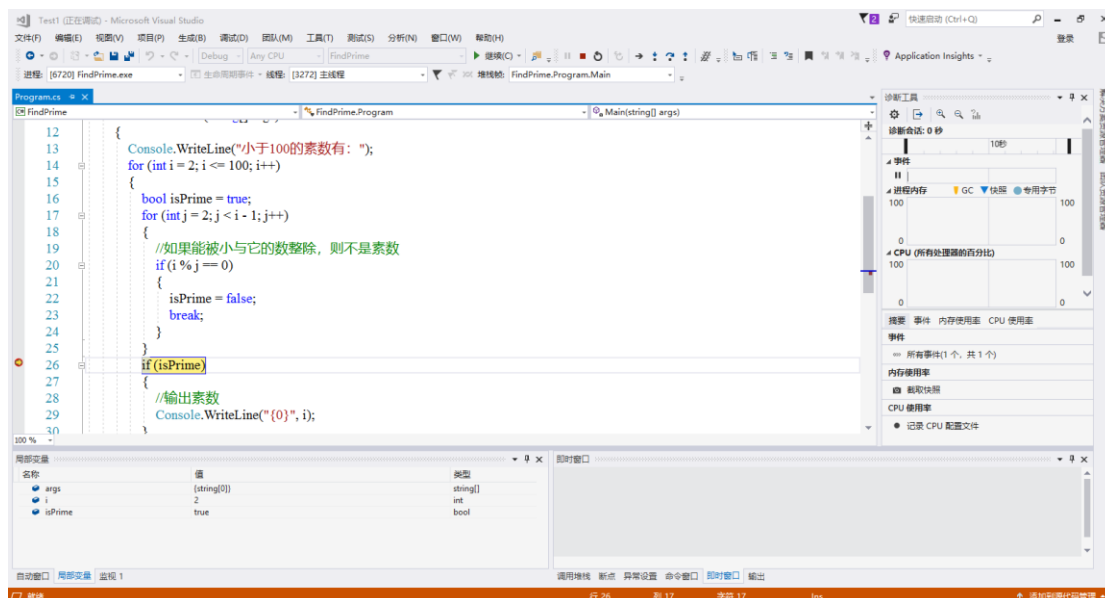 Test1 (正在调试) - Microsoft Visual Studio
2
快速启动 (Ctrl+Q)
文件(F) 编辑(E) 视图(V) 项目(P) 生成(B) 调试(D) 团队(M) 工具(T) 测试(S) 分析(N) 窗口(W) 帮助(H)
登录
Debug Any CPU FindPrime 继续(C) Application Insights
进程: [6720] FindPrime.exe 生命周期事件 线程: [3272] 主线程 堆栈帧: FindPrime.Program.Main
Program.cs
FindPrime FindPrime.Program Main(string[] args)
12 {
13 Console.WriteLine("小于100的素数有：");
14 for (int i = 2; i <= 100; i++)
15 {
16 bool isPrime = true;
17 for (int j = 2; j < i - 1; j++)
18 {
19 //如果能被小与它的数整除，则不是素数
20 if (i % j == 0)
21 {
22 isPrime = false;
23 break;
24 }
25 }
26 if (isPrime)
27 {
28 //输出素数
29 Console.WriteLine("{0}", i);
30 }
100 %
诊断工具
诊断会话: 0 秒
10秒
事件
进程内存 GC 快照 专用字节
100 100
0 0
CPU (所有处理器的百分比)
100 100
0 0
摘要 事件 内存使用率 CPU 使用率
事件
所有事件(1 个，共 1 个)
内存使用率
截取快照
CPU 使用率
记录 CPU 配置文件
局部变量
名称 值 类型
args {string[0]} string[]
i 2 int
isPrime true bool
自动窗口 局部变量 监视 1
即时窗口
调用堆栈 断点 异常设置 命令窗口 即时窗口 输出
就绪 行 26 列 17 字符 17 Ins 添加到源代码管理